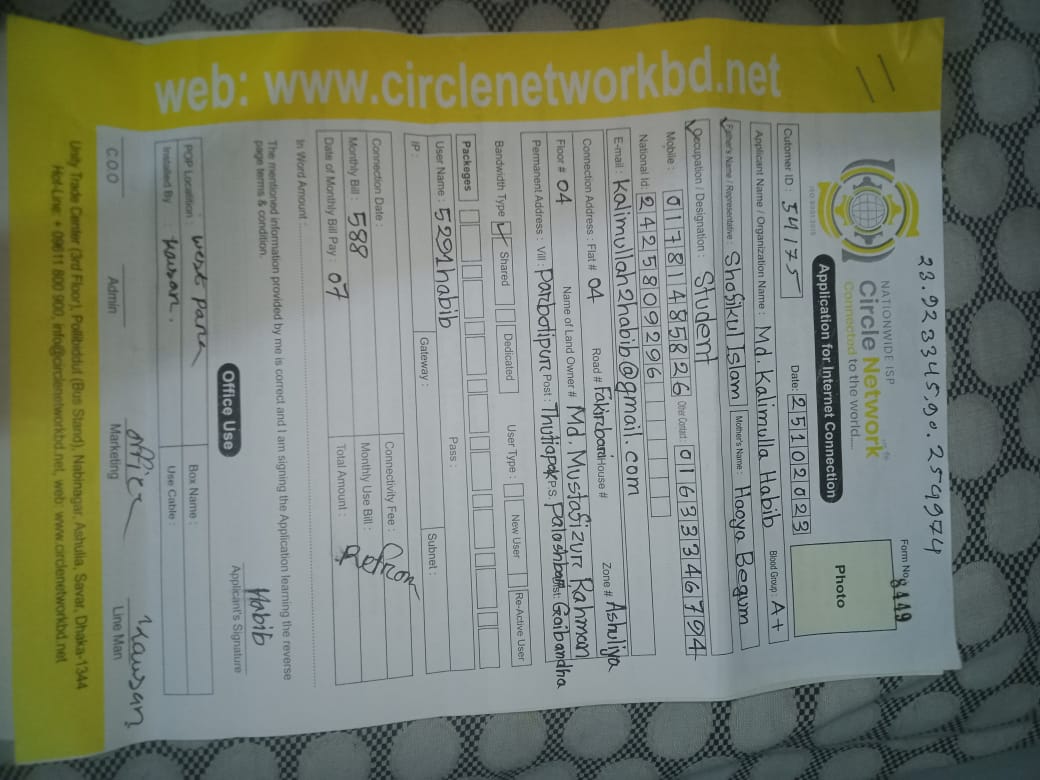 23.9233459,90.2599974
NATIONWIDE ISP
Circle Network
Connected to the world....
Form No. 8449
Application for Internet Connection
Photo
Cutomer ID : 34175 Date: 25102023
Applicant Name / Organization Name : Md. Kalimulla Habib Blood Group : A+
Father's Name / Representative : Shofikul Islam Mother's Name : Haoya Begum
Occupation / Designation : Student
Mobile : 01781485826 Other Contact : 01633346794
National Id: 2425809296
E-mail : Kalimullah2habib@gmail.com
Connection Address : Flat # 04 Road # Fakirbari House # Zone # Ashuliya
Floor # 04 Name of Land Owner # Md. Mustafizur Rahman
Permanent Address : Vill : Parbotipur Post : P.S. Palashbari Dist: Gaibandha
Bandwidth Type Shared Dedicated User Type : New User Re-Active User
Packeges
User Name : 5291habib Pass :
IP : Gateway : Subnet :
Connection Date : Connectivity Fee :
Monthly Bill : 588 Monthly Use Bill :
Date of Monthly Bill Pay : 07 Total Amount :
In Word Amount :
The mentioned information provided by me is correct and I am signing the Application learning the reverse
page terms & condition.
Habib
Applicant's Signature
Office Use
POP Location : west para Box Name :
Installed By Use Cable :
office
COO Admin Marketing Line Man
Unity Trade Center (3rd Floor), Pollibiddut (Bus Stand), Nabinagar, Ashulia, Savar, Dhaka-1344
Hot-Line: + 09611 800 900, info@circlenetworkbd.net, web: www.circlenetworkbd.net
web: www.circlenetworkbd.net